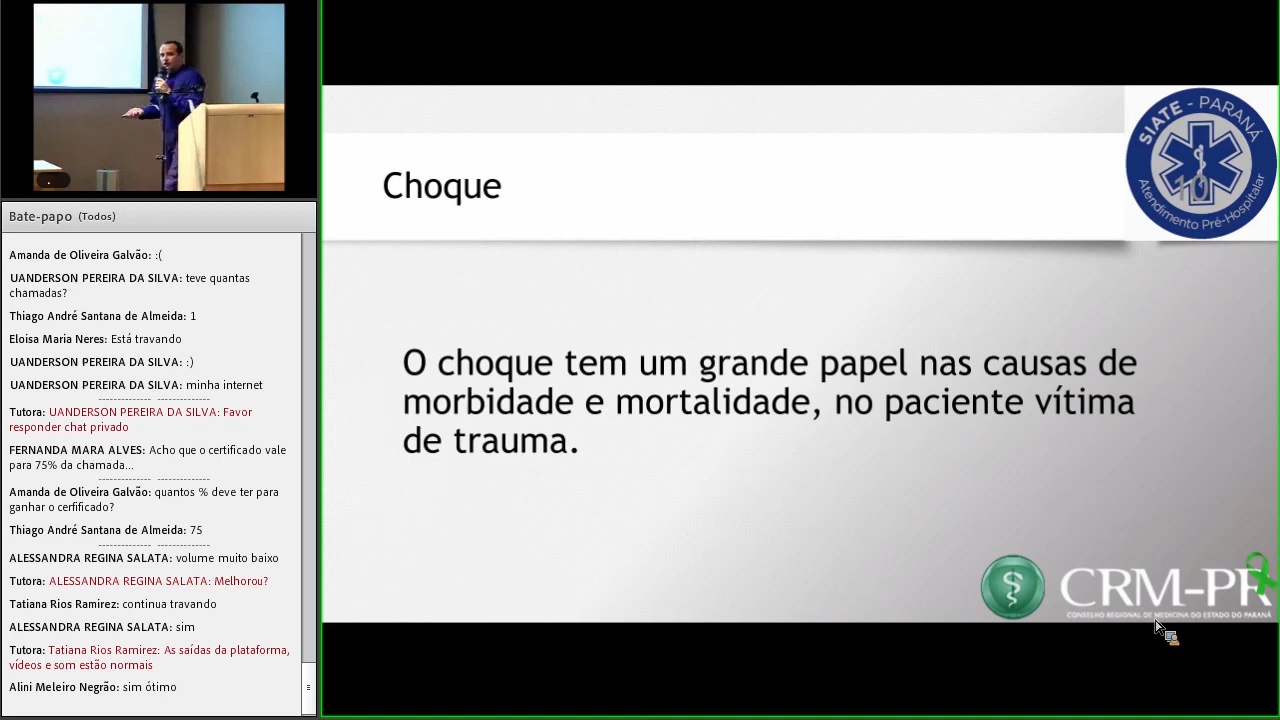 Bate-papo (Todos)
Amanda de Oliveira Galvão: :(
UANDERSON PEREIRA DA SILVA: teve quantas
chamadas?
Thiago André Santana de Almeida: 1
Eloisa Maria Neres: Está travando
UANDERSON PEREIRA DA SILVA: :)
UANDERSON PEREIRA DA SILVA: minha internet
-------------- --------------
Tutora: UANDERSON PEREIRA DA SILVA: Favor
responder chat privado
FERNANDA MARA ALVES: Acho que o certificado vale
para 75% da chamada...
-------------- --------------
Amanda de Oliveira Galvão: quantos % deve ter para
ganhar o cerfificado?
Thiago André Santana de Almeida: 75
-------------- --------------
ALESSANDRA REGINA SALATA: volume muito baixo
Tutora: ALESSANDRA REGINA SALATA: Melhorou?
Tatiana Rios Ramirez: continua travando
ALESSANDRA REGINA SALATA: sim
Tutora: Tatiana Rios Ramirez: As saídas da plataforma,
vídeos e som estão normais
Alini Meleiro Negrão: sim ótimo
Choque
SIATE - PARANÁ
10
Atendimento Pré-Hospitalar
O choque tem um grande papel nas causas de
morbidade e mortalidade, no paciente vítima
de trauma.
CRM-PR
CONSELHO REGIONAL DE MEDICINA DO ESTADO DO PARANÁ